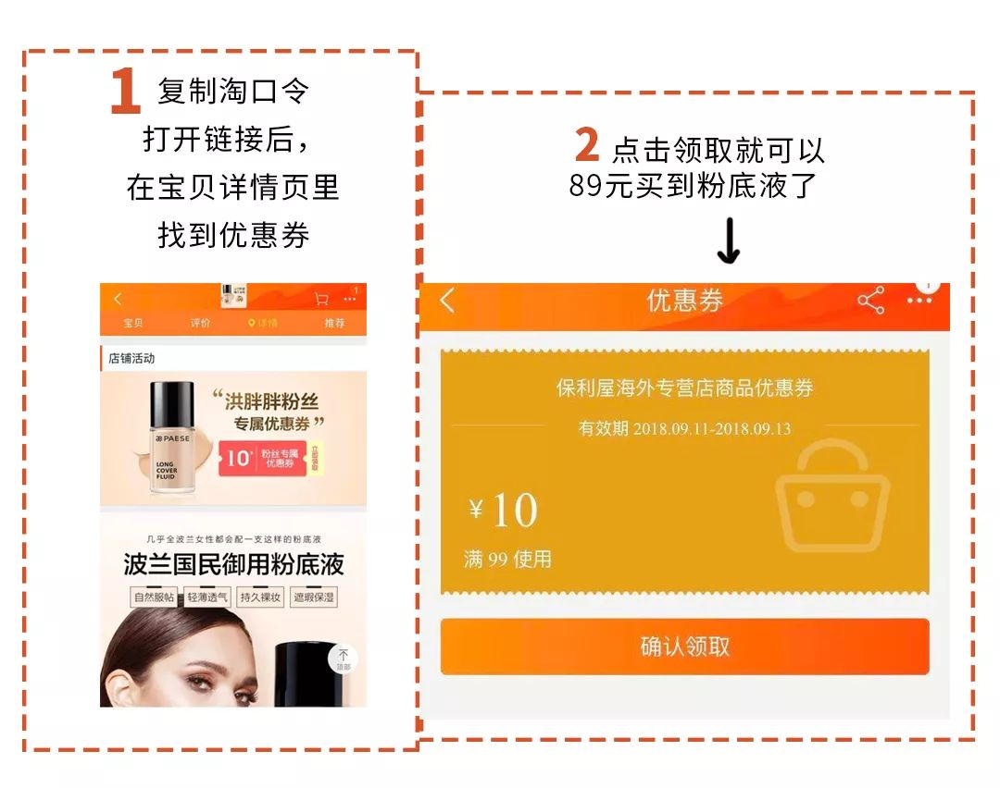 1 复制淘口令
打开链接后，
在宝贝详情页里
找到优惠券
宝贝 评价 详情 推荐
店铺活动
“洪胖胖粉丝
专属优惠券”
PAESE
LONG
COVER
FLUID
10 粉丝专属
优惠券
立即领取
几乎全波兰女性都会配一支这样的粉底液
波兰国民御用粉底液
自然服帖 轻薄透气 持久裸妆 遮瑕保湿
顶部
2 点击领取就可以
89元买到粉底液了
优惠券
保利屋海外专营店商品优惠券
有效期 2018.09.11-2018.09.13
¥10
满 99 使用
确认领取